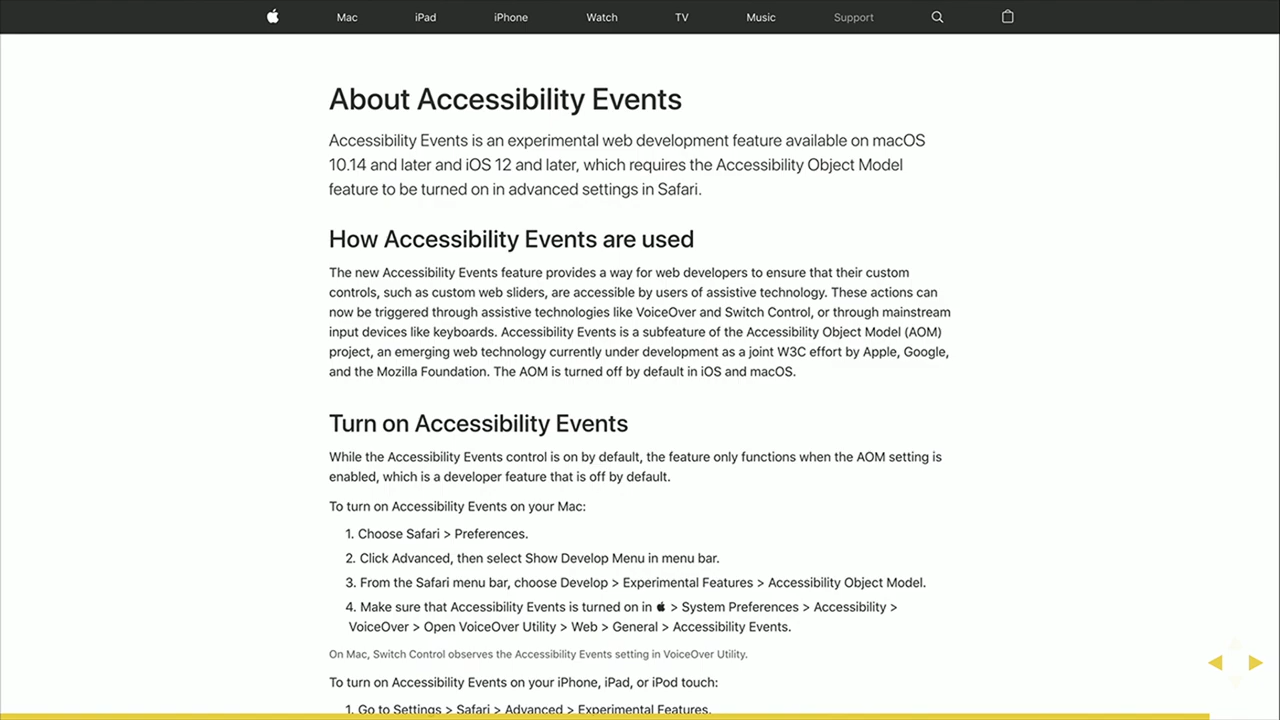 Mac iPad iPhone Watch TV Music Support
About Accessibility Events
Accessibility Events is an experimental web development feature available on macOS
10.14 and later and iOS 12 and later, which requires the Accessibility Object Model
feature to be turned on in advanced settings in Safari.
How Accessibility Events are used
The new Accessibility Events feature provides a way for web developers to ensure that their custom
controls, such as custom web sliders, are accessible by users of assistive technology. These actions can
now be triggered through assistive technologies like VoiceOver and Switch Control, or through mainstream
input devices like keyboards. Accessibility Events is a subfeature of the Accessibility Object Model (AOM)
project, an emerging web technology currently under development as a joint W3C effort by Apple, Google,
and the Mozilla Foundation. The AOM is turned off by default in iOS and macOS.
Turn on Accessibility Events
While the Accessibility Events control is on by default, the feature only functions when the AOM setting is
enabled, which is a developer feature that is off by default.
To turn on Accessibility Events on your Mac:
1. Choose Safari > Preferences.
2. Click Advanced, then select Show Develop Menu in menu bar.
3. From the Safari menu bar, choose Develop > Experimental Features > Accessibility Object Model.
4. Make sure that Accessibility Events is turned on in > System Preferences > Accessibility >
VoiceOver > Open VoiceOver Utility > Web > General > Accessibility Events.
On Mac, Switch Control observes the Accessibility Events setting in VoiceOver Utility.
To turn on Accessibility Events on your iPhone, iPad, or iPod touch:
1. Go to Settings > Safari > Advanced > Experimental Features.